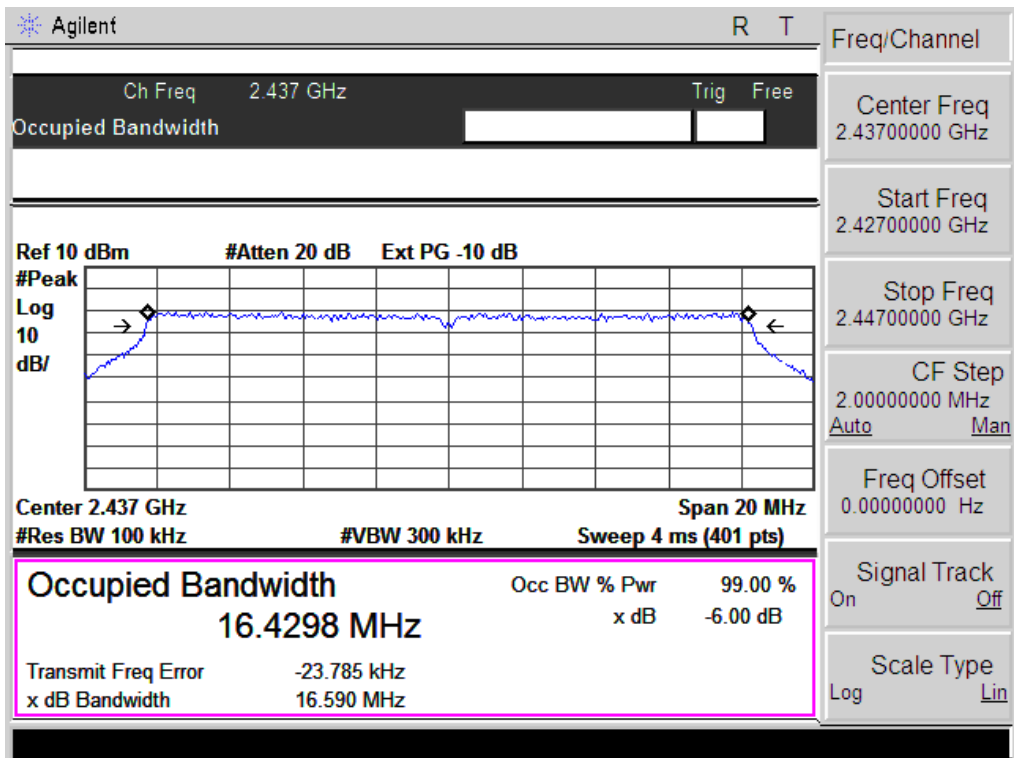 Agilent R T
Ch Freq 2.437 GHz Trig Free
Occupied Bandwidth
Ref 10 dBm #Atten 20 dB Ext PG -10 dB
#Peak
Log
10
dB/
Center 2.437 GHz Span 20 MHz
#Res BW 100 kHz #VBW 300 kHz Sweep 4 ms (401 pts)
Occupied Bandwidth Occ BW % Pwr 99.00 %
16.4298 MHz x dB -6.00 dB
Transmit Freq Error -23.785 kHz
x dB Bandwidth 16.590 MHz
Freq/Channel
Center Freq
2.43700000 GHz
Start Freq
2.42700000 GHz
Stop Freq
2.44700000 GHz
CF Step
2.00000000 MHz
Auto Man
Freq Offset
0.00000000 Hz
Signal Track
On Off
Scale Type
Log Lin